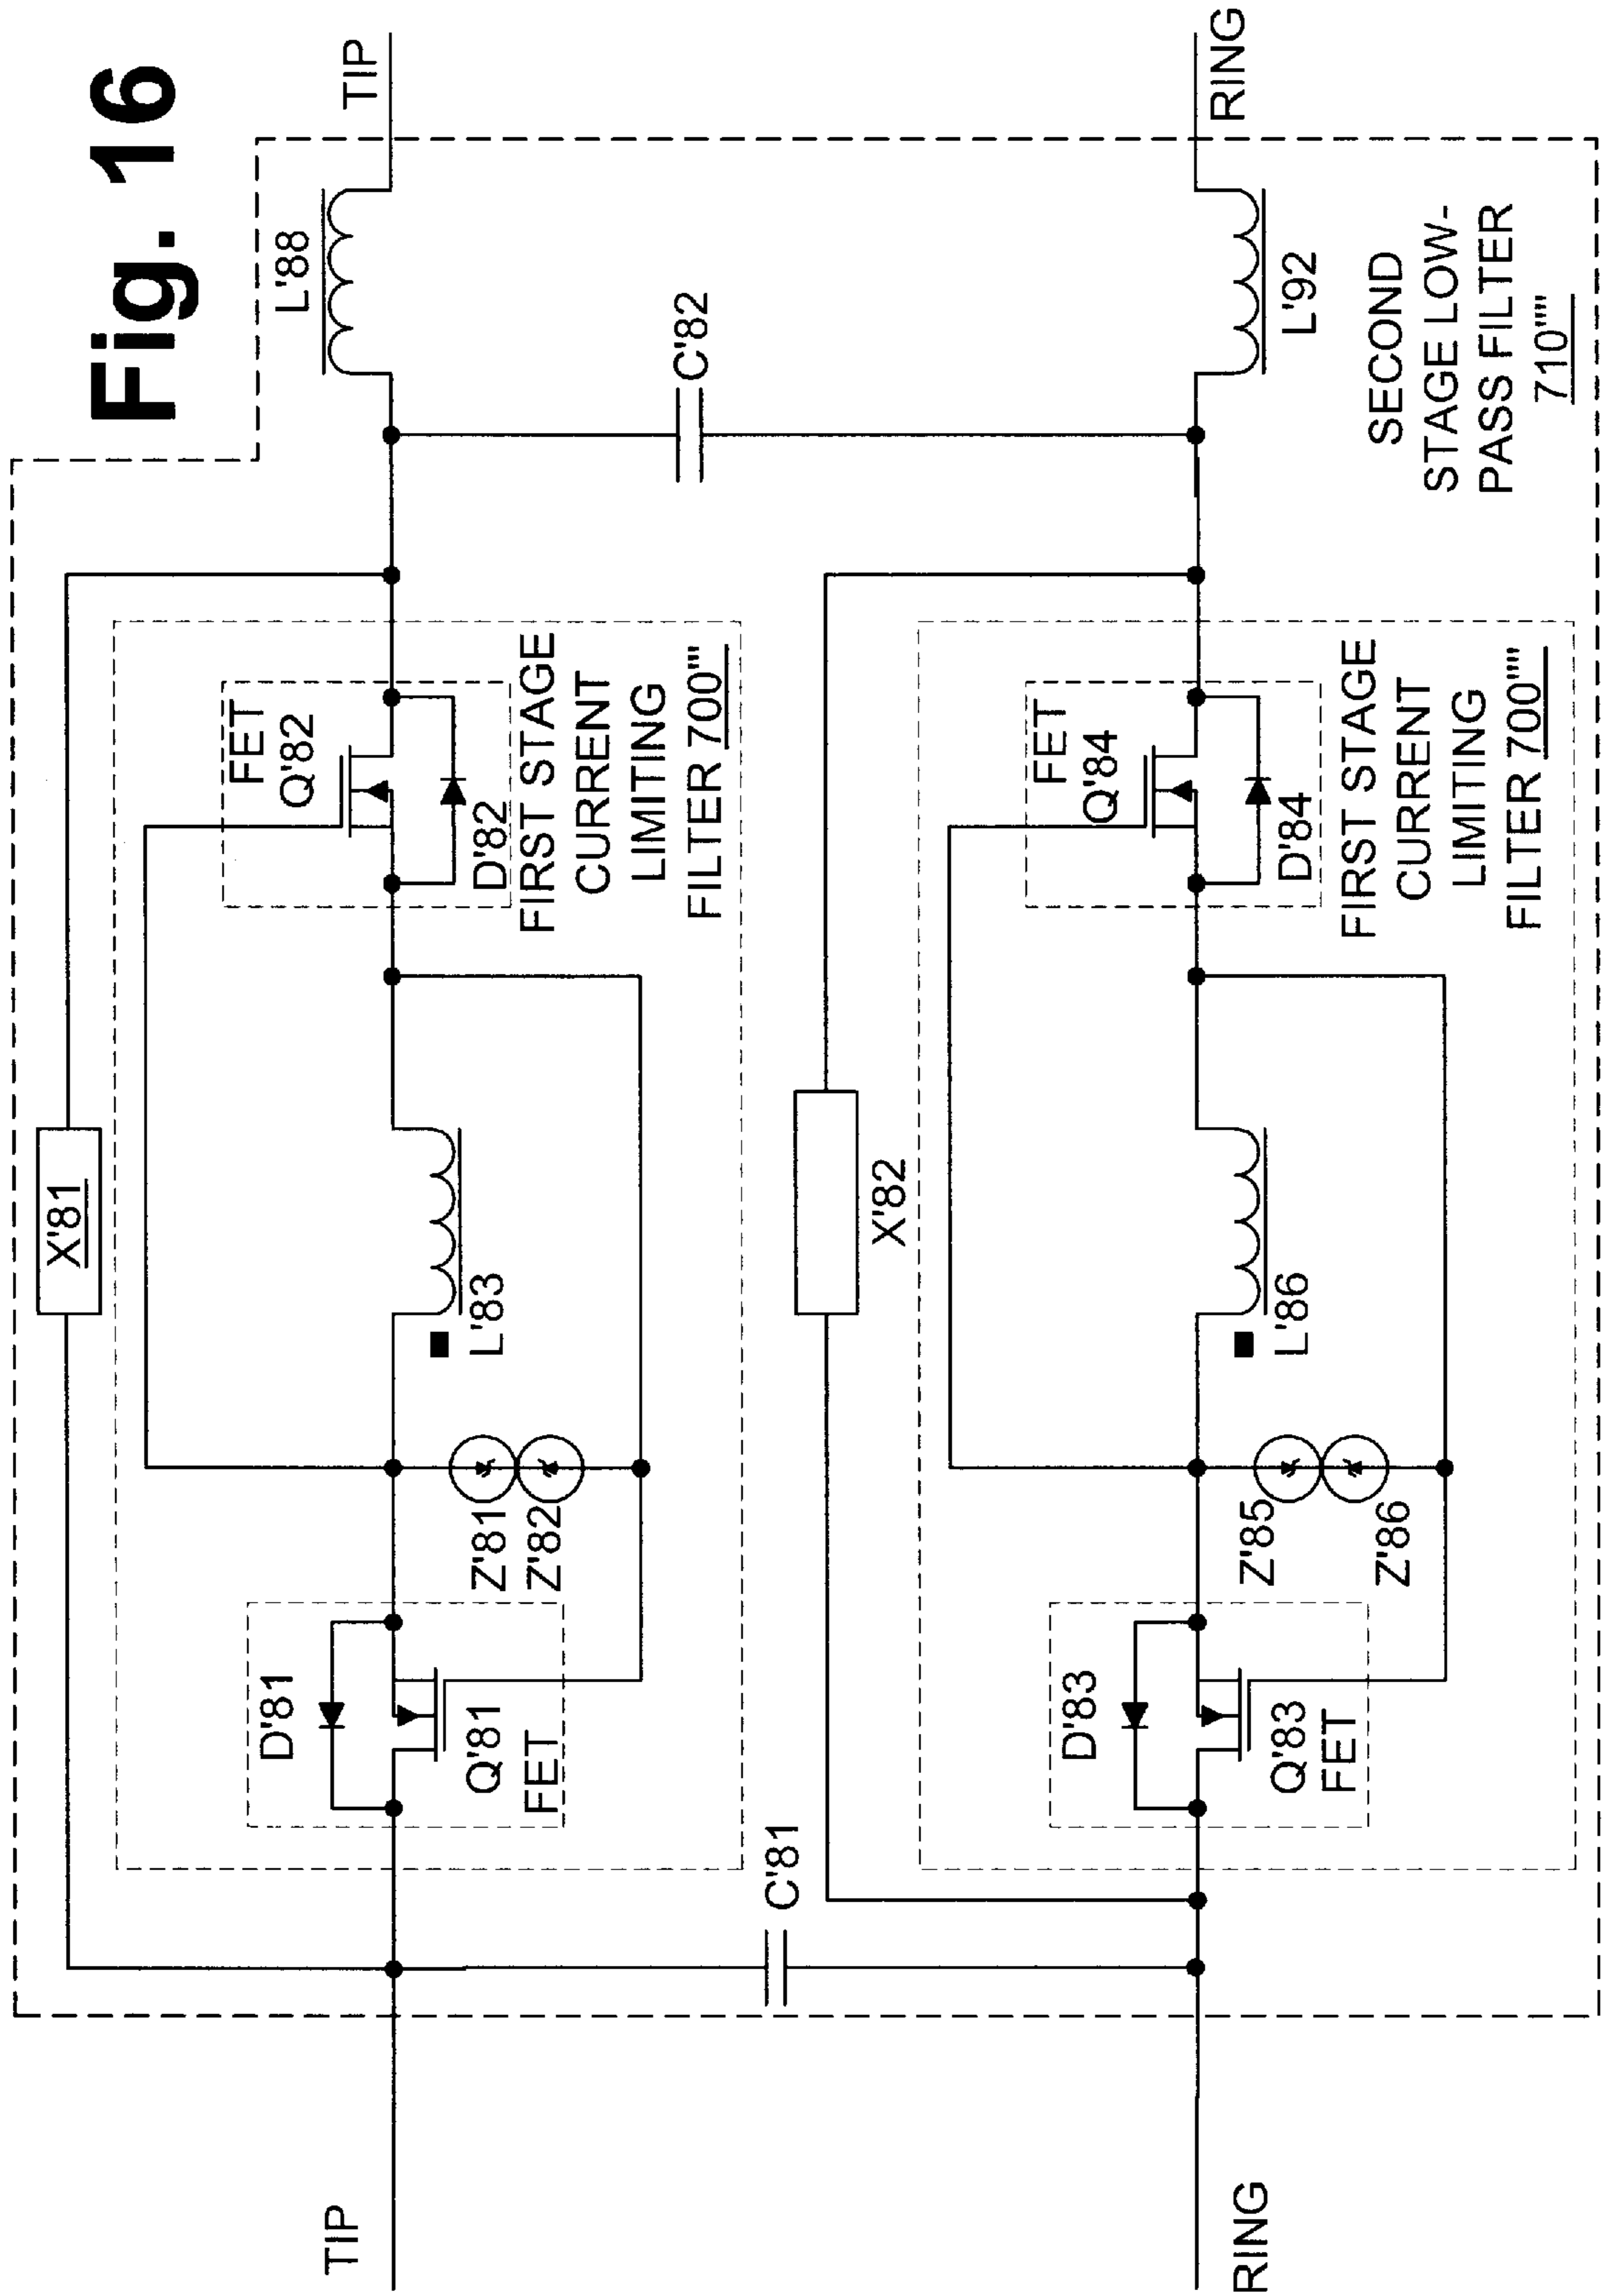 Fig. 16
TIP
L'88
TIP
X'81
FET
Q'82
D'82
FIRST STAGE
CURRENT
LIMITING
FILTER 700''''
L'83
Z'81
Z'82
D'81
Q'81
FET
C'81
C'82
X'82
FET
Q'84
D'84
FIRST STAGE
CURRENT
LIMITING
FILTER 700''''
L'86
Z'85
Z'86
D'83
Q'83
FET
RING
RING
L'92
SECOND
STAGE LOW-
PASS FILTER
710''''